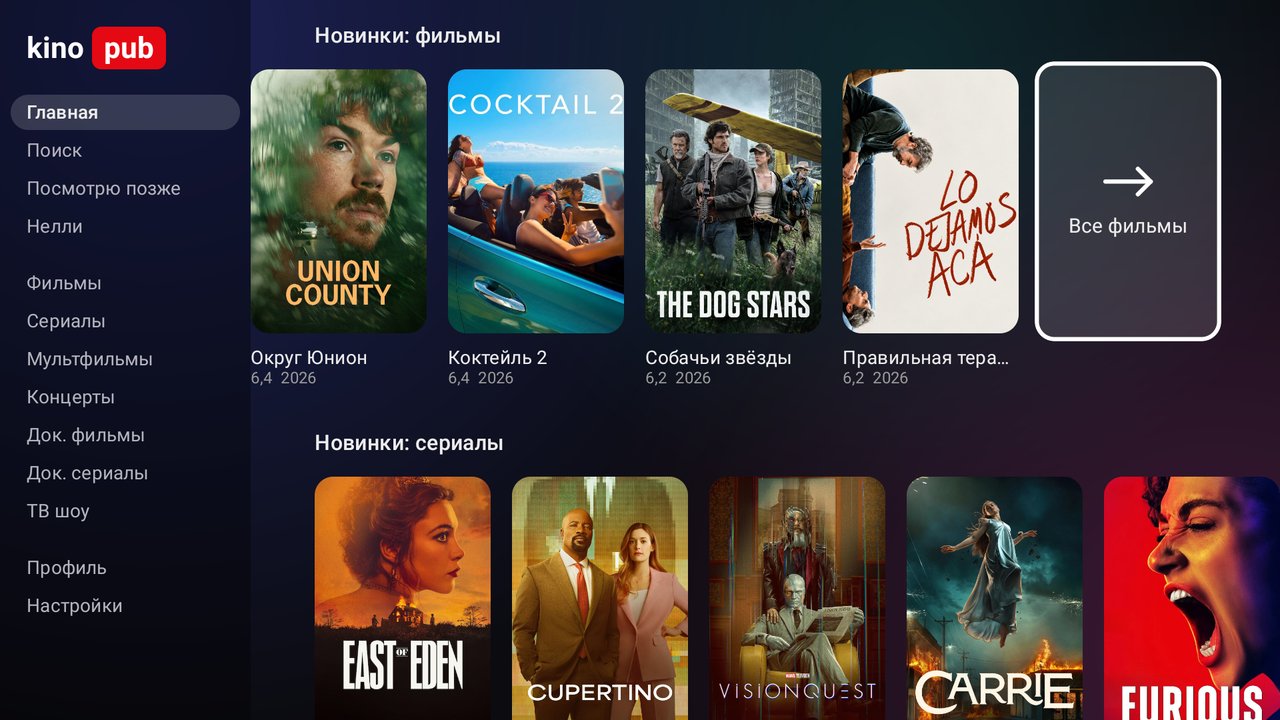 kino pub
Главная
Поиск
Посмотрю позже
Нелли
Фильмы
Сериалы
Мультфильмы
Концерты
Док. фильмы
Док. сериалы
ТВ шоу
Профиль
Настройки
Новинки: фильмы
UNION
COUNTY
COCKTAIL 2
THE DOG STARS
LO
DEJAMOS
ACÁ
Все фильмы
Округ Юнион
6,4 2026
Коктейль 2
6,4 2026
Собачьи звёзды
6,2 2026
Правильная тера…
6,2 2026
Новинки: сериалы
EAST OF EDEN
CUPERTINO
VISIONQUEST
CARRIE
FURIOUS